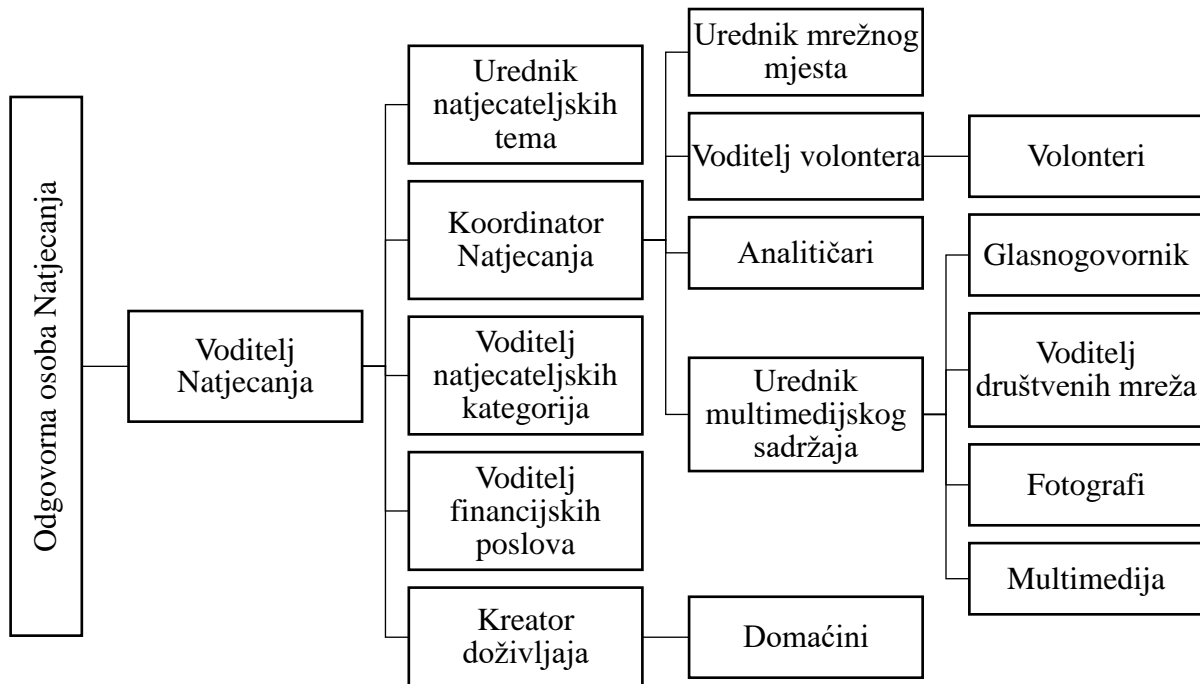 Odgovorna osoba Natjecanja
Voditelj
Natjecanja
Urednik
natjecateljskih
tema
Koordinator
Natjecanja
Voditelj
natjecateljskih
kategorija
Voditelj
financijskih
poslova
Kreator
doživljaja
Urednik mrežnog
mjesta
Voditelj volontera
Analitičari
Urednik
multimedijskog
sadržaja
Domaćini
Volonteri
Glasnogovornik
Voditelj
društvenih mreža
Fotografi
Multimedija